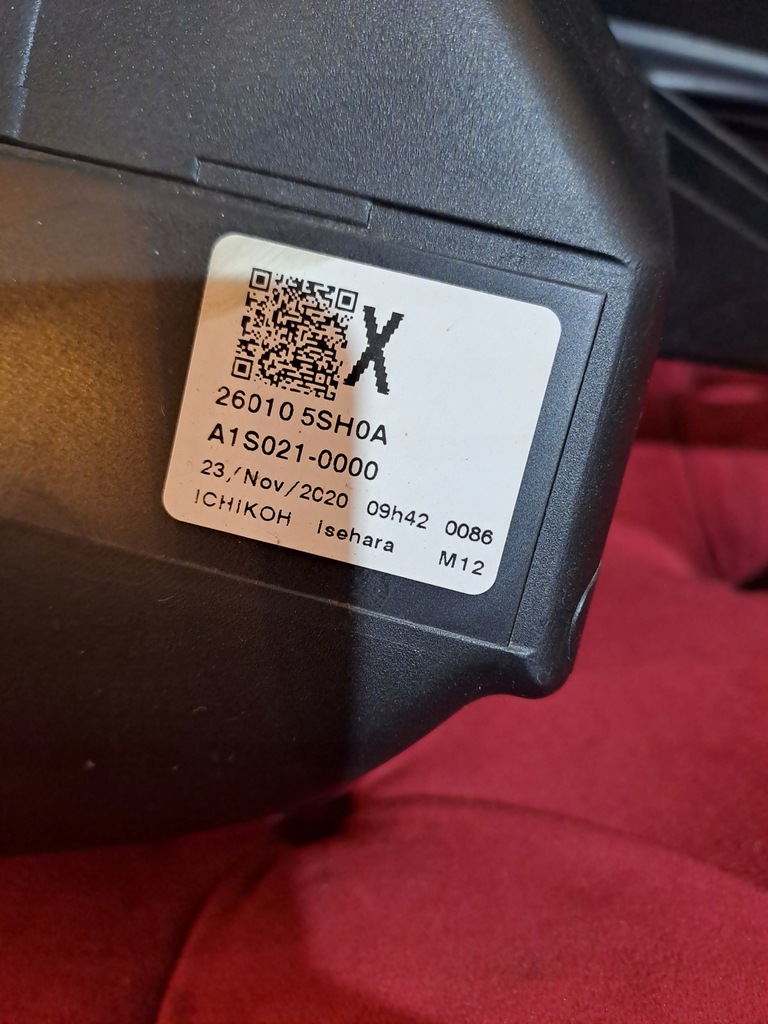 X
26010 5SH0A
A1S021-0000
23/Nov/2020 09h42 0086
ICHIKOH isehara M12